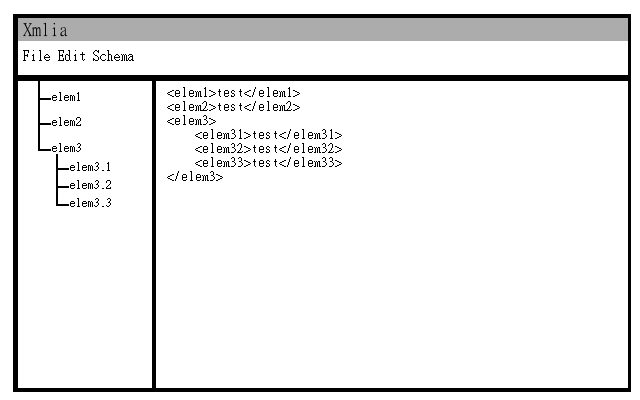 Xmlia
File Edit Schema
elem1
elem2
elem3
elem3.1
elem3.2
elem3.3
<elem1>test</elem1>
<elem2>test</elem2>
<elem3>
<elem31>test</elem31>
<elem32>test</elem32>
<elem33>test</elem33>
</elem3>